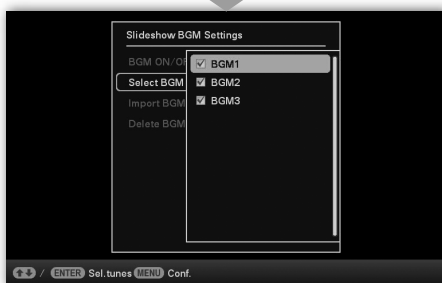 Slideshow BGM Settings
BGM ON/OF
Select BGM
Import BGM
Delete BGM
BGM1
BGM2
BGM3
/ ENTER Sel.tunes MENU Conf.